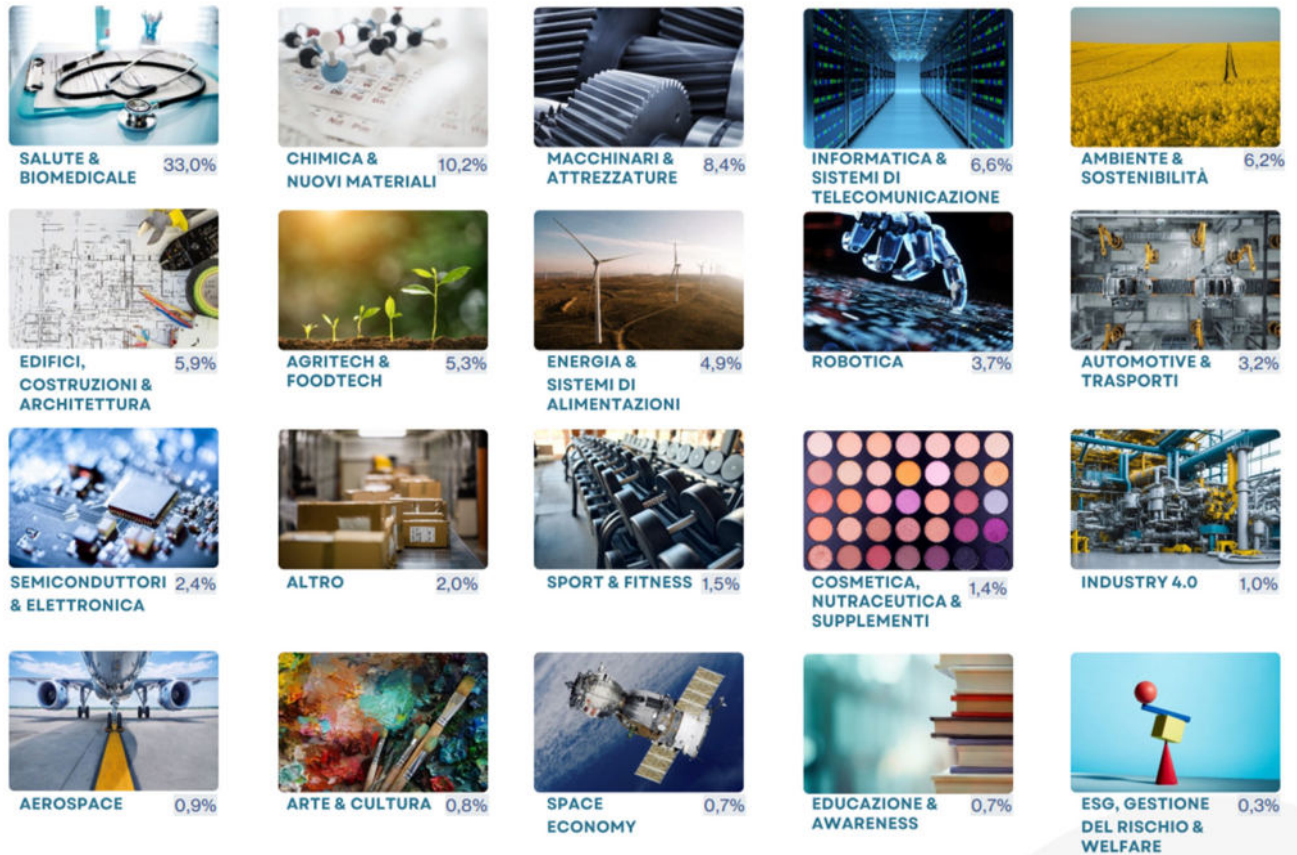 SALUTE &
BIOMEDICALE
33,0%
CHIMICA &
NUOVI MATERIALI
10,2%
MACCHINARI &
ATTREZZATURE
8,4%
INFORMATICA &
SISTEMI DI
TELECOMUNICAZIONE
6,6%
AMBIENTE &
SOSTENIBILITÀ
6,2%
EDIFICI,
COSTRUZIONI &
ARCHITETTURA
5,9%
AGRITECH &
FOODTECH
5,3%
ENERGIA &
SISTEMI DI
ALIMENTAZIONI
4,9%
ROBOTICA
3,7%
AUTOMOTIVE &
TRASPORTI
3,2%
SEMICONDUTTORI
& ELETTRONICA
2,4%
ALTRO
2,0%
SPORT & FITNESS
1,5%
COSMETICA,
NUTRACEUTICA &
SUPPLEMENTI
1,4%
INDUSTRY 4.0
1,0%
AEROSPACE
0,9%
ARTE & CULTURA
0,8%
SPACE
ECONOMY
0,7%
EDUCAZIONE &
AWARENESS
0,7%
ESG, GESTIONE
DEL RISCHIO &
WELFARE
0,3%